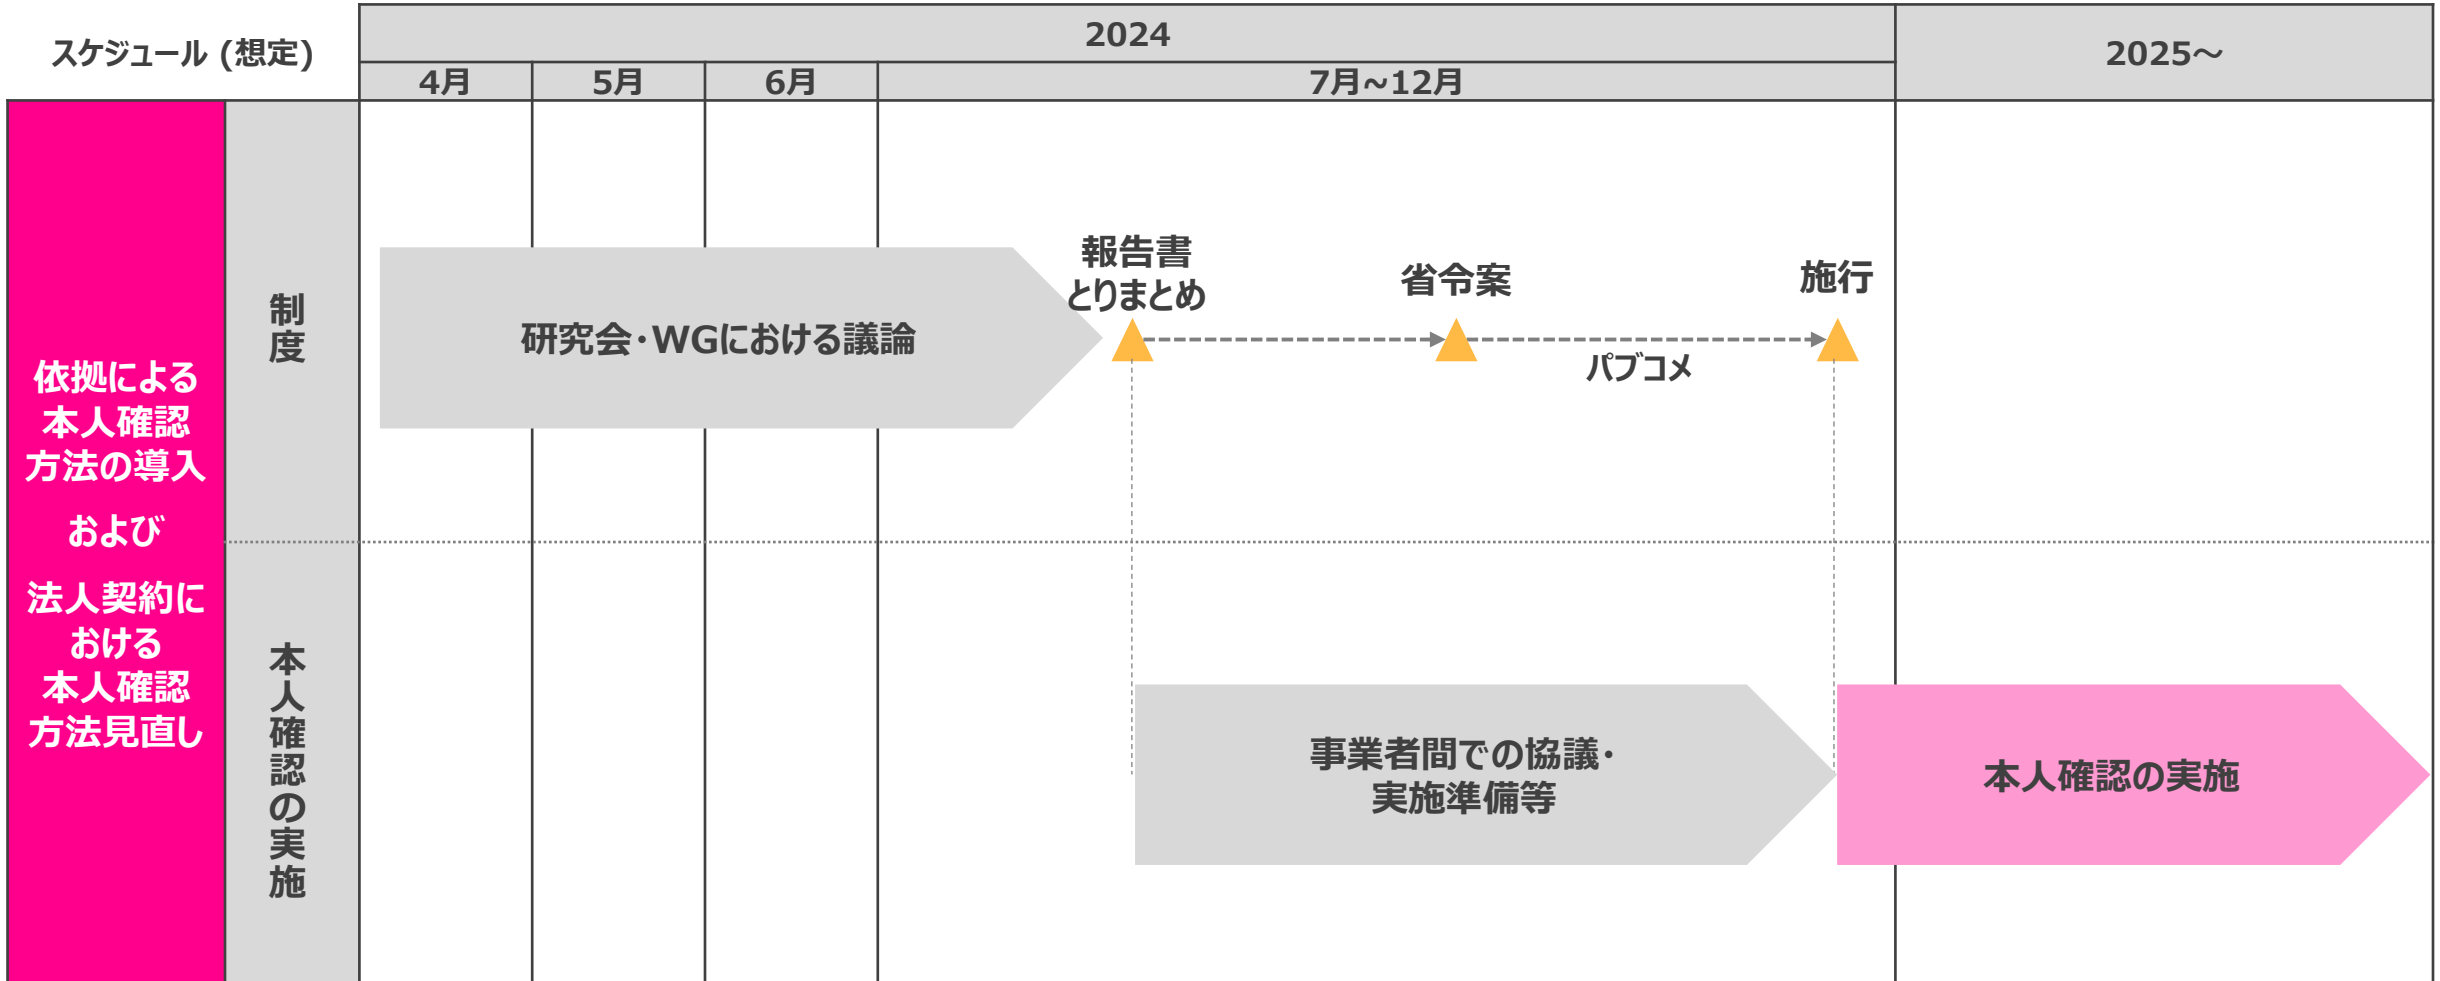 スケジュール (想定)
2024
2025～
4月
5月
6月
7月~12月
依拠による
本人確認
方法の導入
および
法人契約に
おける
本人確認
方法見直し
制度
研究会・WGにおける議論
報告書
とりまとめ
省令案
施行
パブコメ
本人確認の実施
事業者間での協議・
実施準備等
本人確認の実施